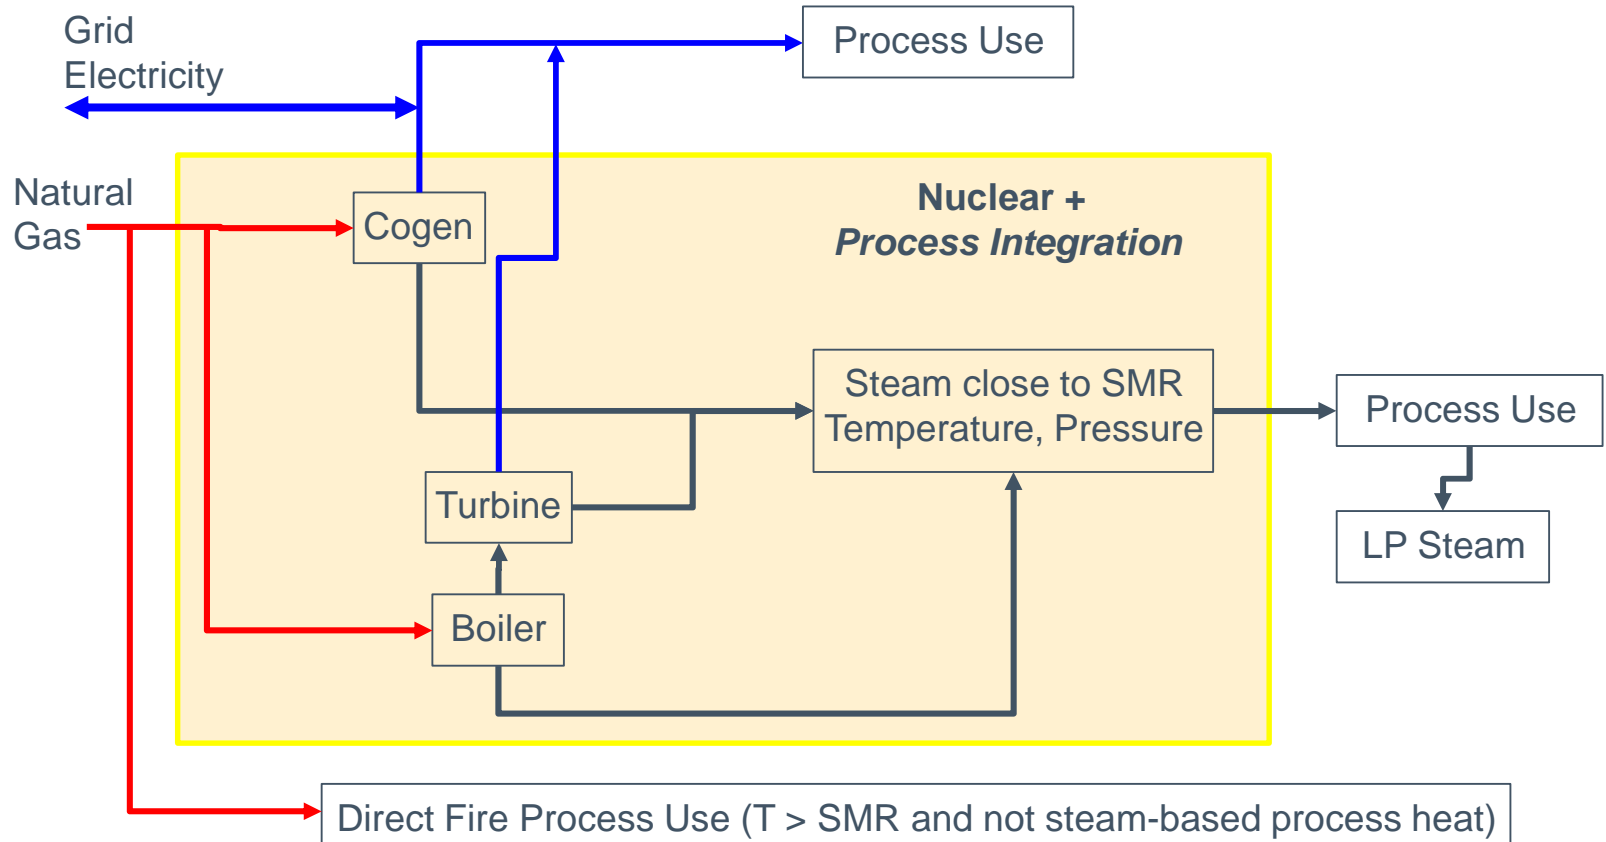 Grid
Electricity
Process Use
Natural
Gas
Cogen
Nuclear +
Process Integration
Steam close to SMR
Temperature, Pressure
Process Use
Turbine
LP Steam
Boiler
Direct Fire Process Use (T > SMR and not steam-based process heat)